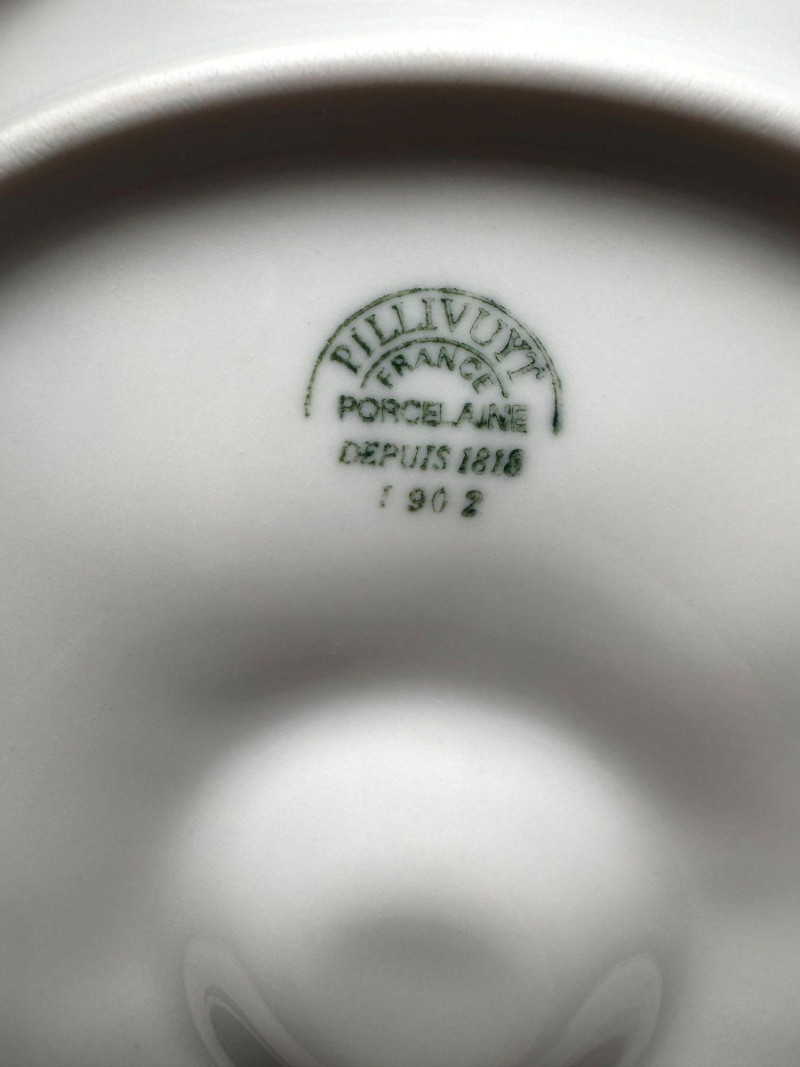 PILLIVUYT
FRANCE
PORCELAINE
DEPUIS 1818
1902